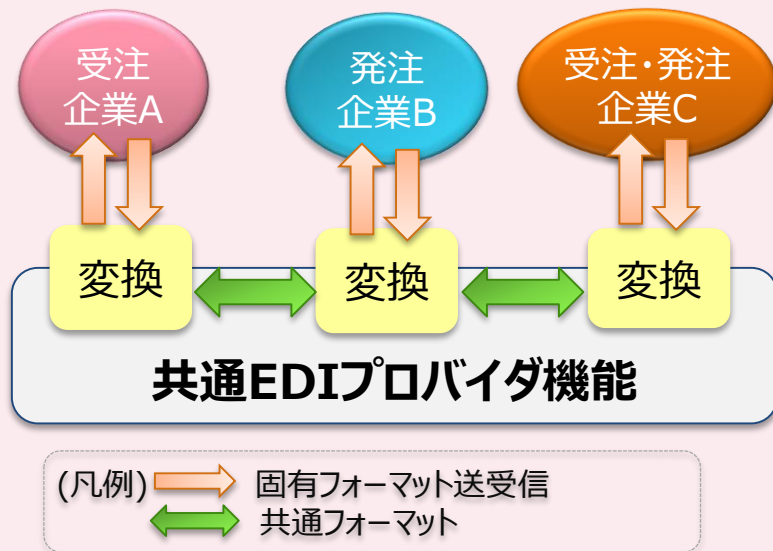 受注
企業A
発注
企業B
受注・発注
企業C
変換
変換
変換
共通EDIプロバイダ機能
(凡例) 固有フォーマット送受信
共通フォーマット